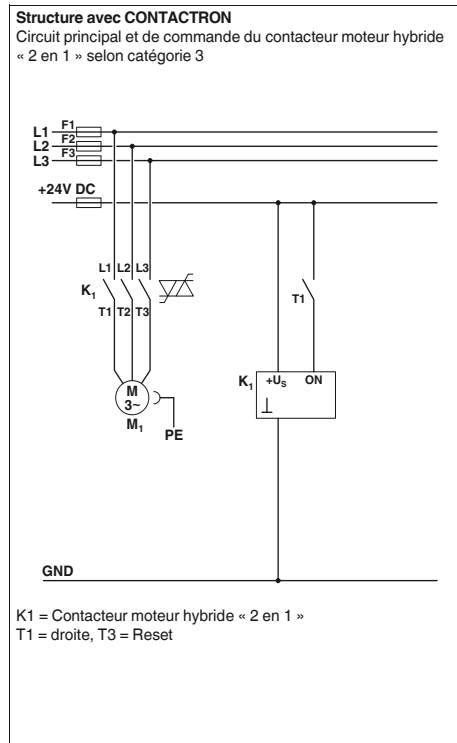 Structure avec CONTACTRON
Circuit principal et de commande du contacteur moteur hybride
« 2 en 1 » selon catégorie 3
F1
L1
F2
L2
F3
L3
+24V DC
L1 L2 L3
K1
T1 T2 T3
T1
M
3~
M1
PE
K1
+US ON
GND
K1 = Contacteur moteur hybride « 2 en 1 »
T1 = droite, T3 = Reset